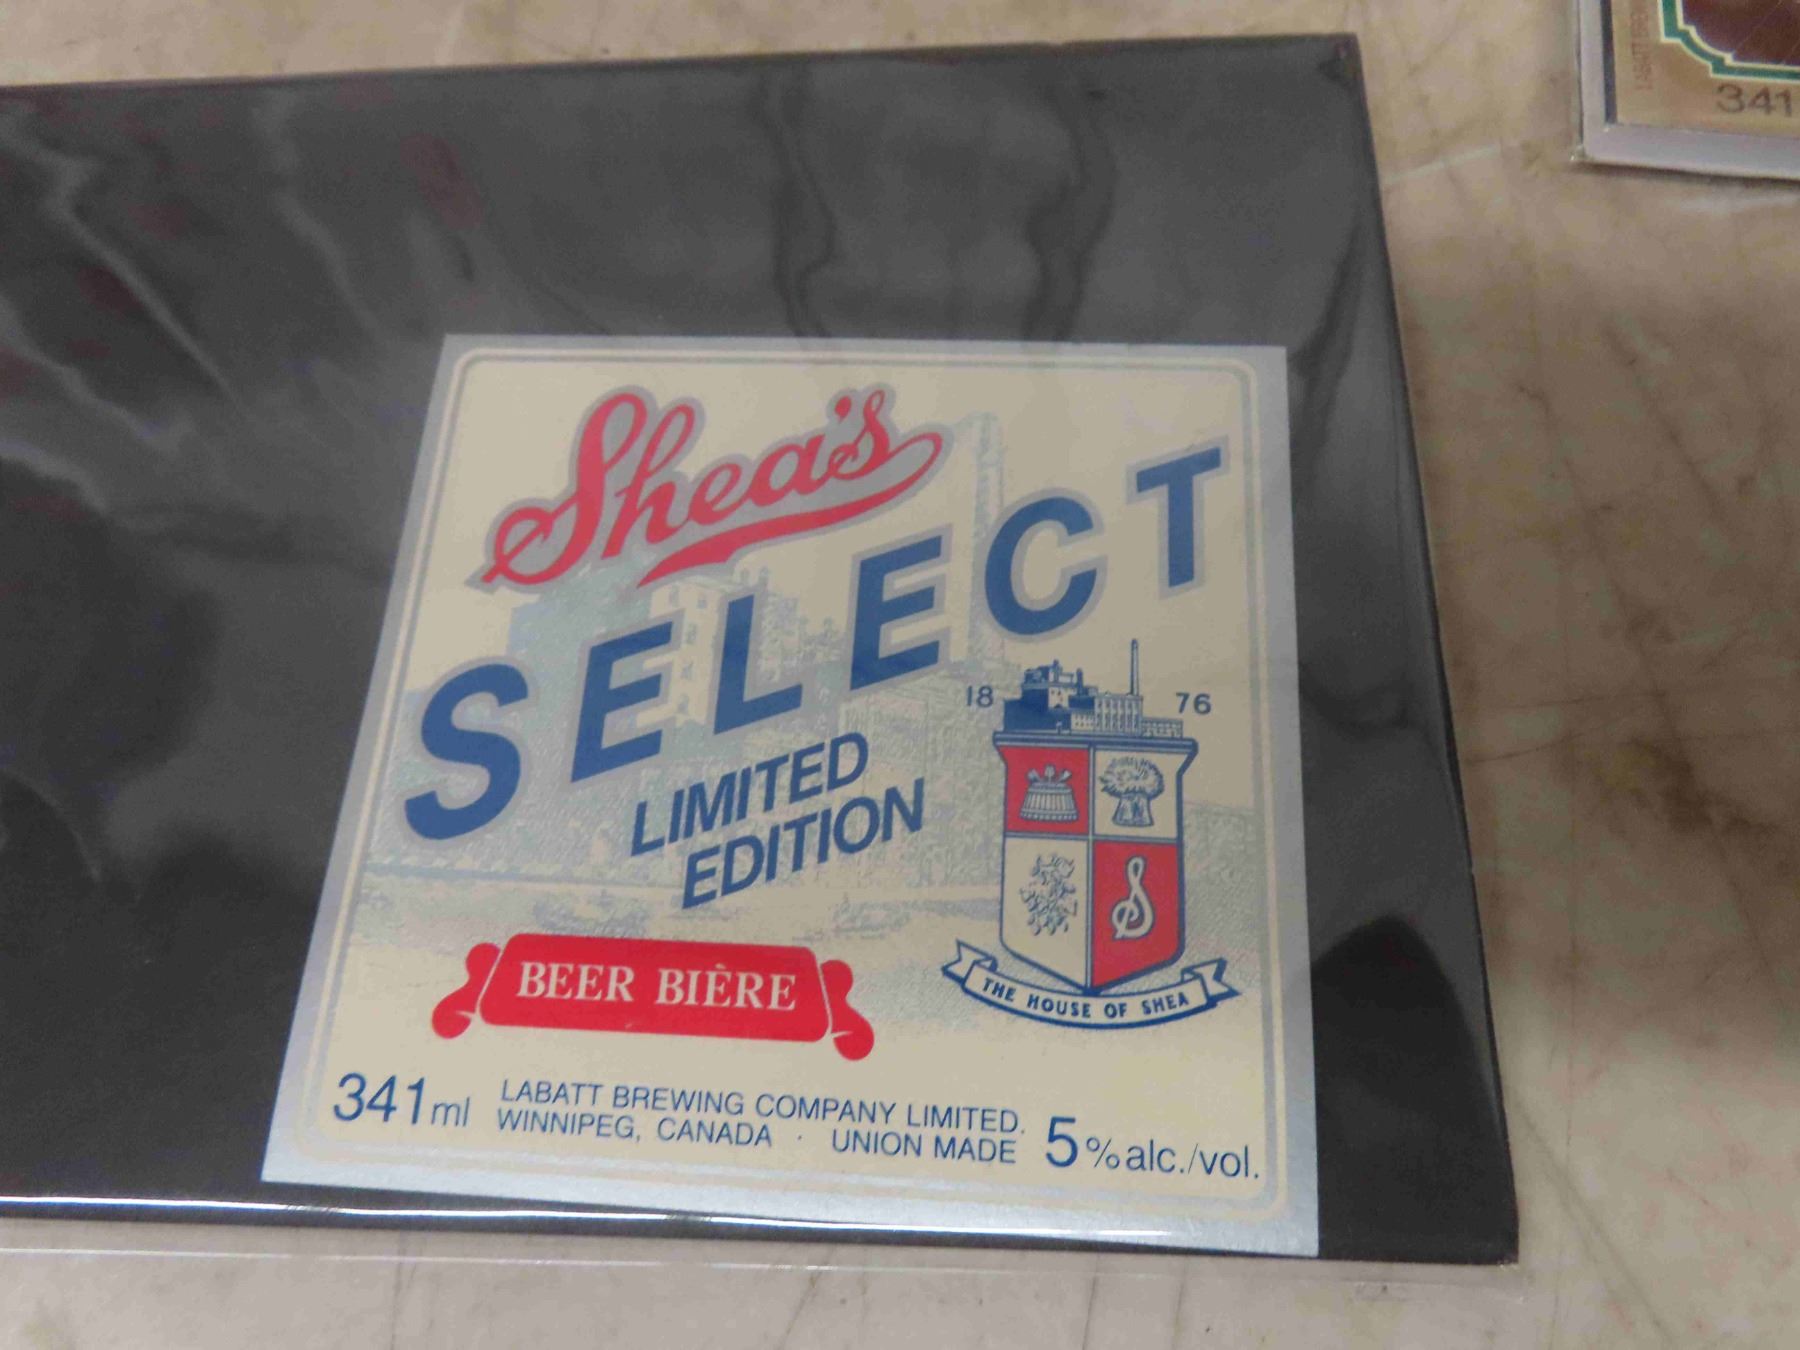 Shea's
SELECT
LIMITED
EDITION
18 76
S
THE HOUSE OF SHEA
BEER BIÈRE
341ml
LABATT BREWING COMPANY LIMITED.
WINNIPEG, CANADA · UNION MADE
5%alc./vol.
341